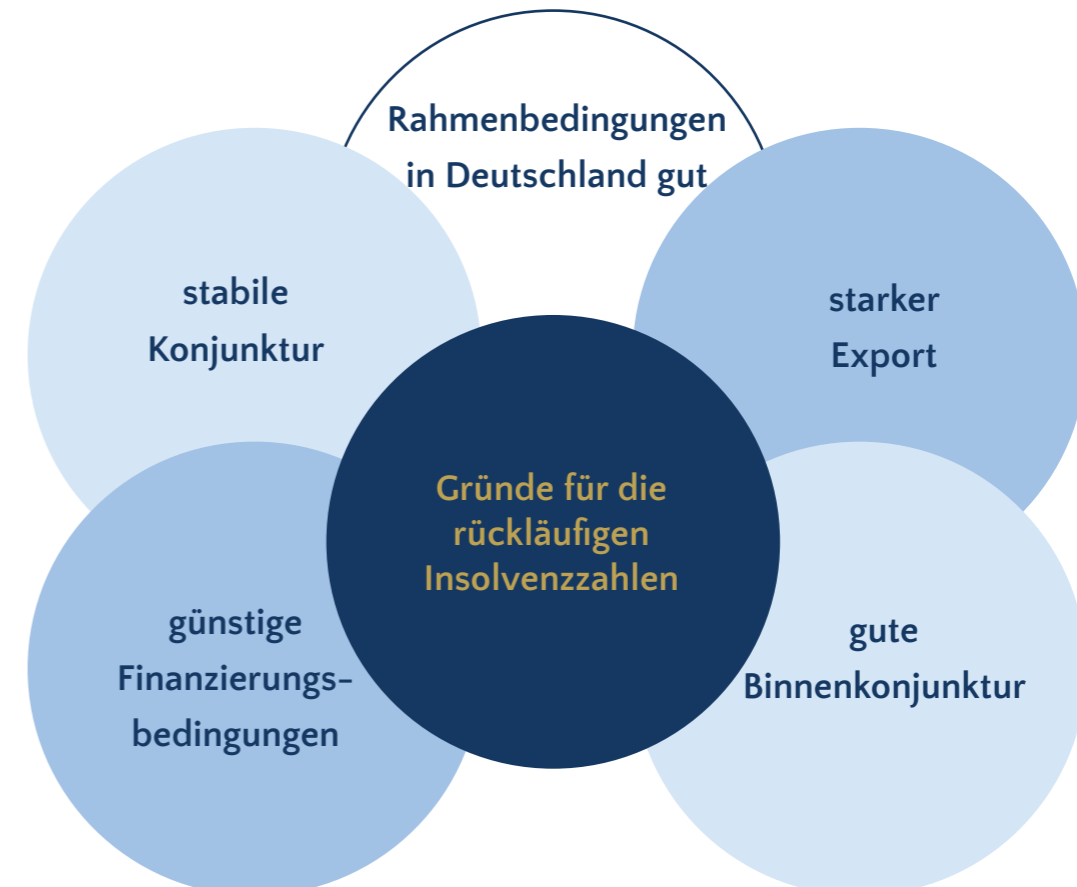 Rahmenbedingungen
in Deutschland gut
stabile
Konjunktur
starker
Export
Gründe für die
rückläufigen
Insolvenzzahlen
günstige
Finanzierungs-
bedingungen
gute
Binnenkonjunktur